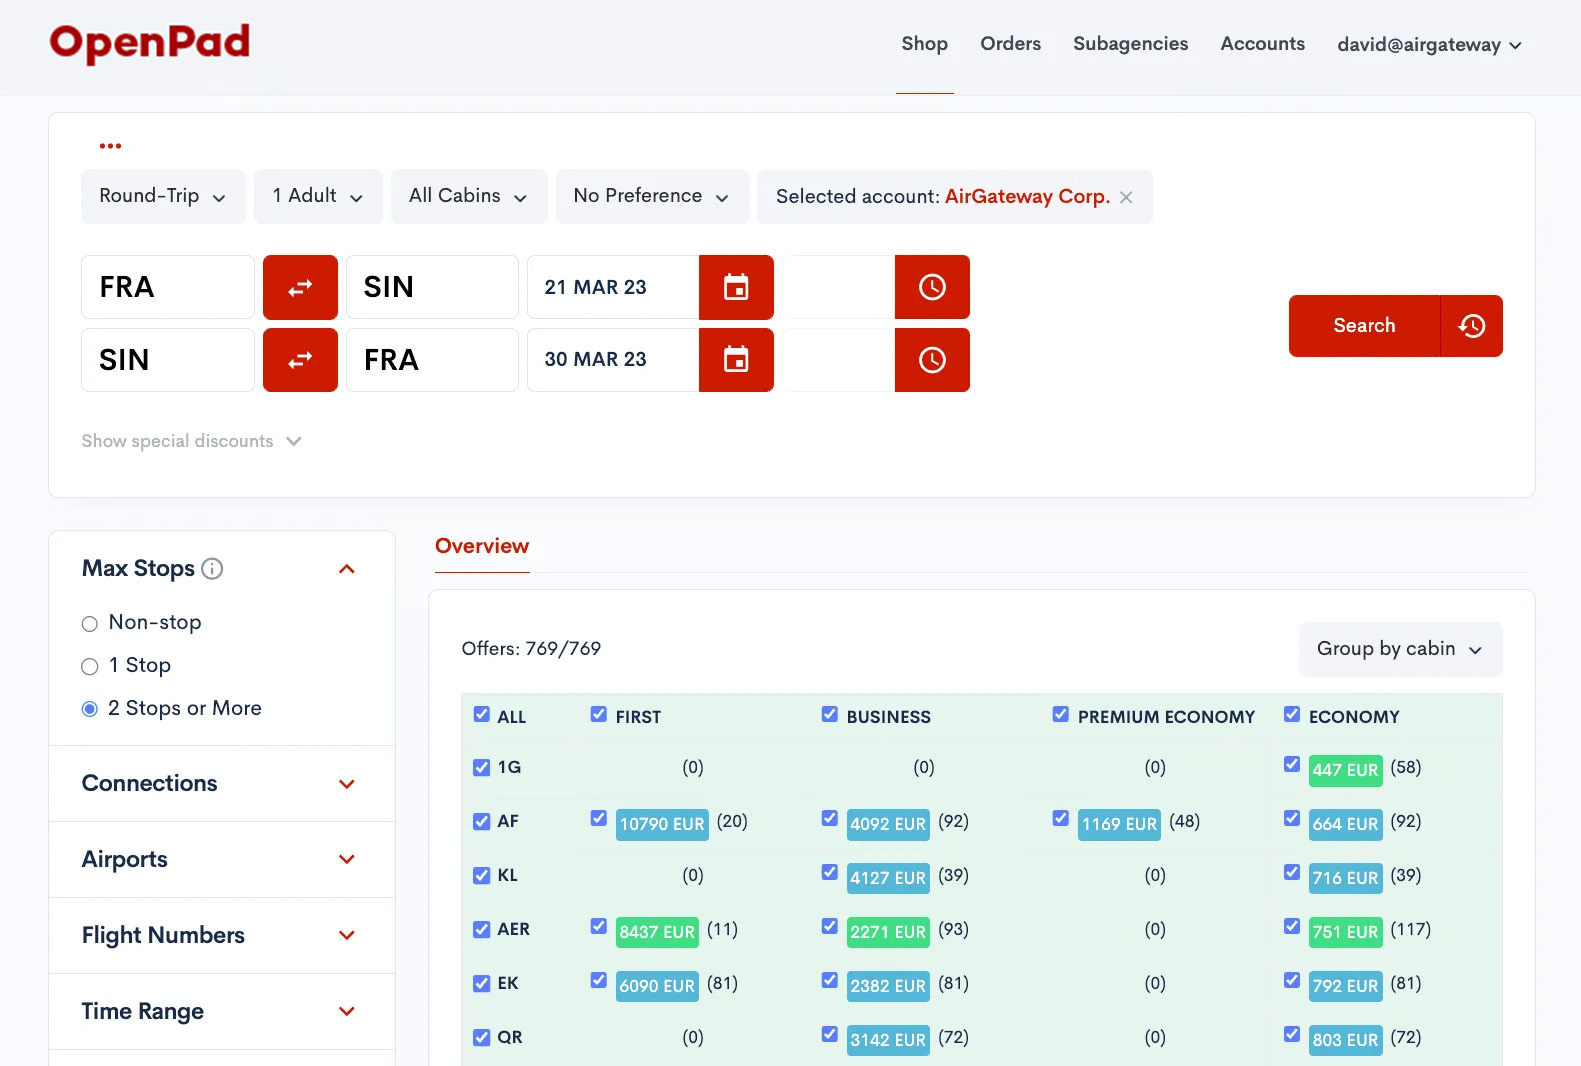 OpenPad
Shop Orders Subagencies Accounts david@airgateway
Round-Trip 1 Adult All Cabins No Preference Selected account: AirGateway Corp.
FRA SIN 21 MAR 23
SIN FRA 30 MAR 23
Search
Show special discounts
Max Stops
Non-stop
1 Stop
2 Stops or More
Connections
Airports
Flight Numbers
Time Range
Overview
Offers: 769/769 Group by cabin
ALL FIRST BUSINESS PREMIUM ECONOMY ECONOMY
1G (0) (0) (0) 447 EUR (58)
AF 10790 EUR (20) 4092 EUR (92) 1169 EUR (48) 664 EUR (92)
KL (0) 4127 EUR (39) (0) 716 EUR (39)
AER 8437 EUR (11) 2271 EUR (93) (0) 751 EUR (117)
EK 6090 EUR (81) 2382 EUR (81) (0) 792 EUR (81)
QR (0) 3142 EUR (72) (0) 803 EUR (72)